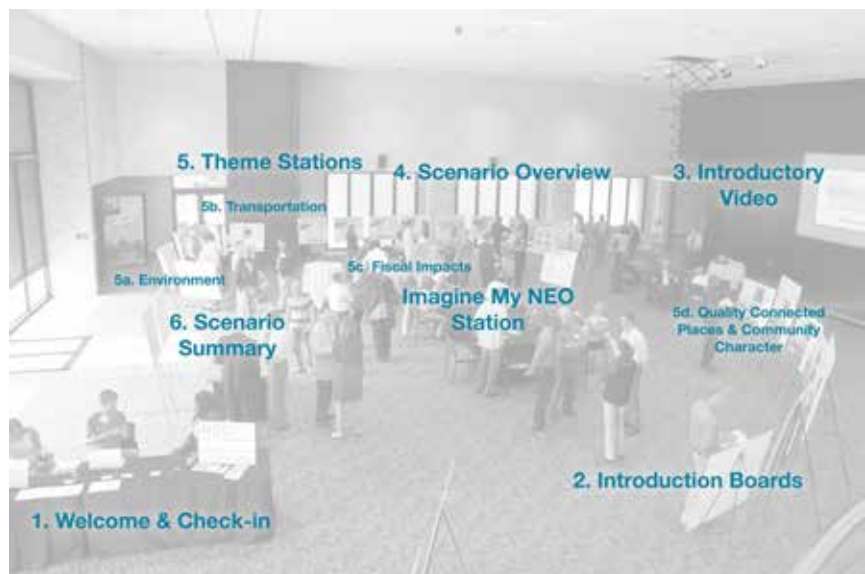 5. Theme Stations
4. Scenario Overview
3. Introductory
Video
5b. Transportation
5a. Environment
5c. Fiscal Impacts
Imagine My NEO
Station
5d. Quality Connected
Places & Community
Character
6. Scenario
Summary
2. Introduction Boards
1. Welcome & Check-in